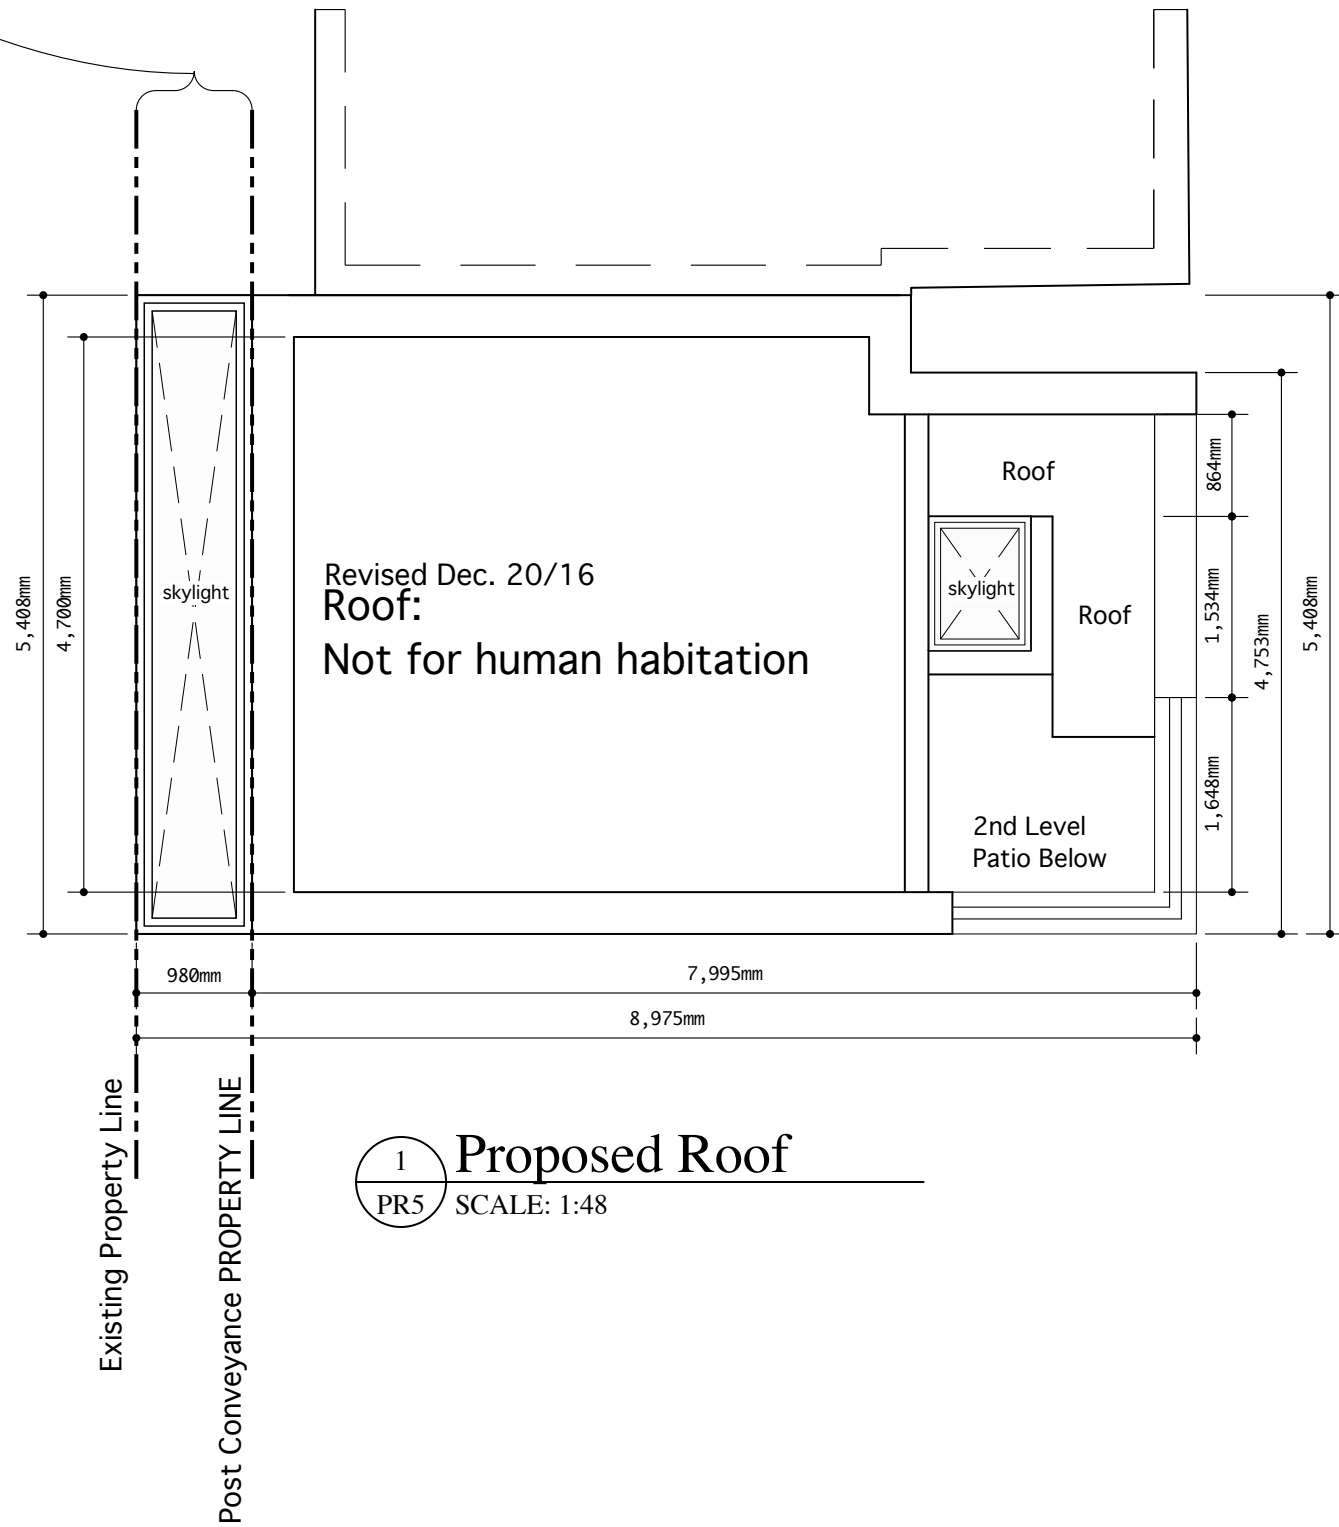 864mm
Roof
skylight
skylight
Revised Dec. 20/16
Roof:
Not for human habitation
Roof
5,408mm
4,700mm
1,534mm
4,753mm
5,408mm
1,648mm
2nd Level
Patio Below
980mm
7,995mm
8,975mm
Existing Property Line
Post Conveyance PROPERTY LINE
1
PR5
Proposed Roof
SCALE: 1:48